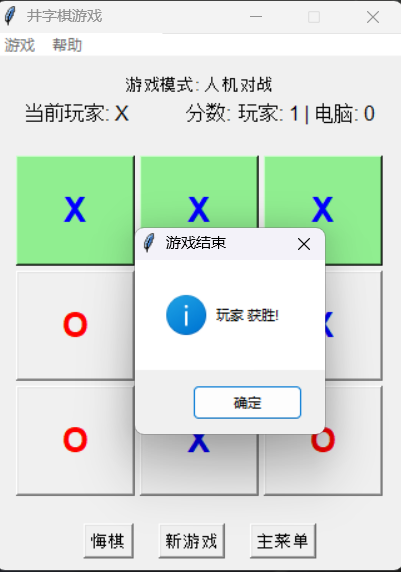 井字棋游戏
游戏 帮助
游戏模式: 人机对战
当前玩家: X 分数: 玩家: 1 | 电脑: 0
X X X
游戏结束
玩家 获胜!
O X
确定
O X O
悔棋 新游戏 主菜单